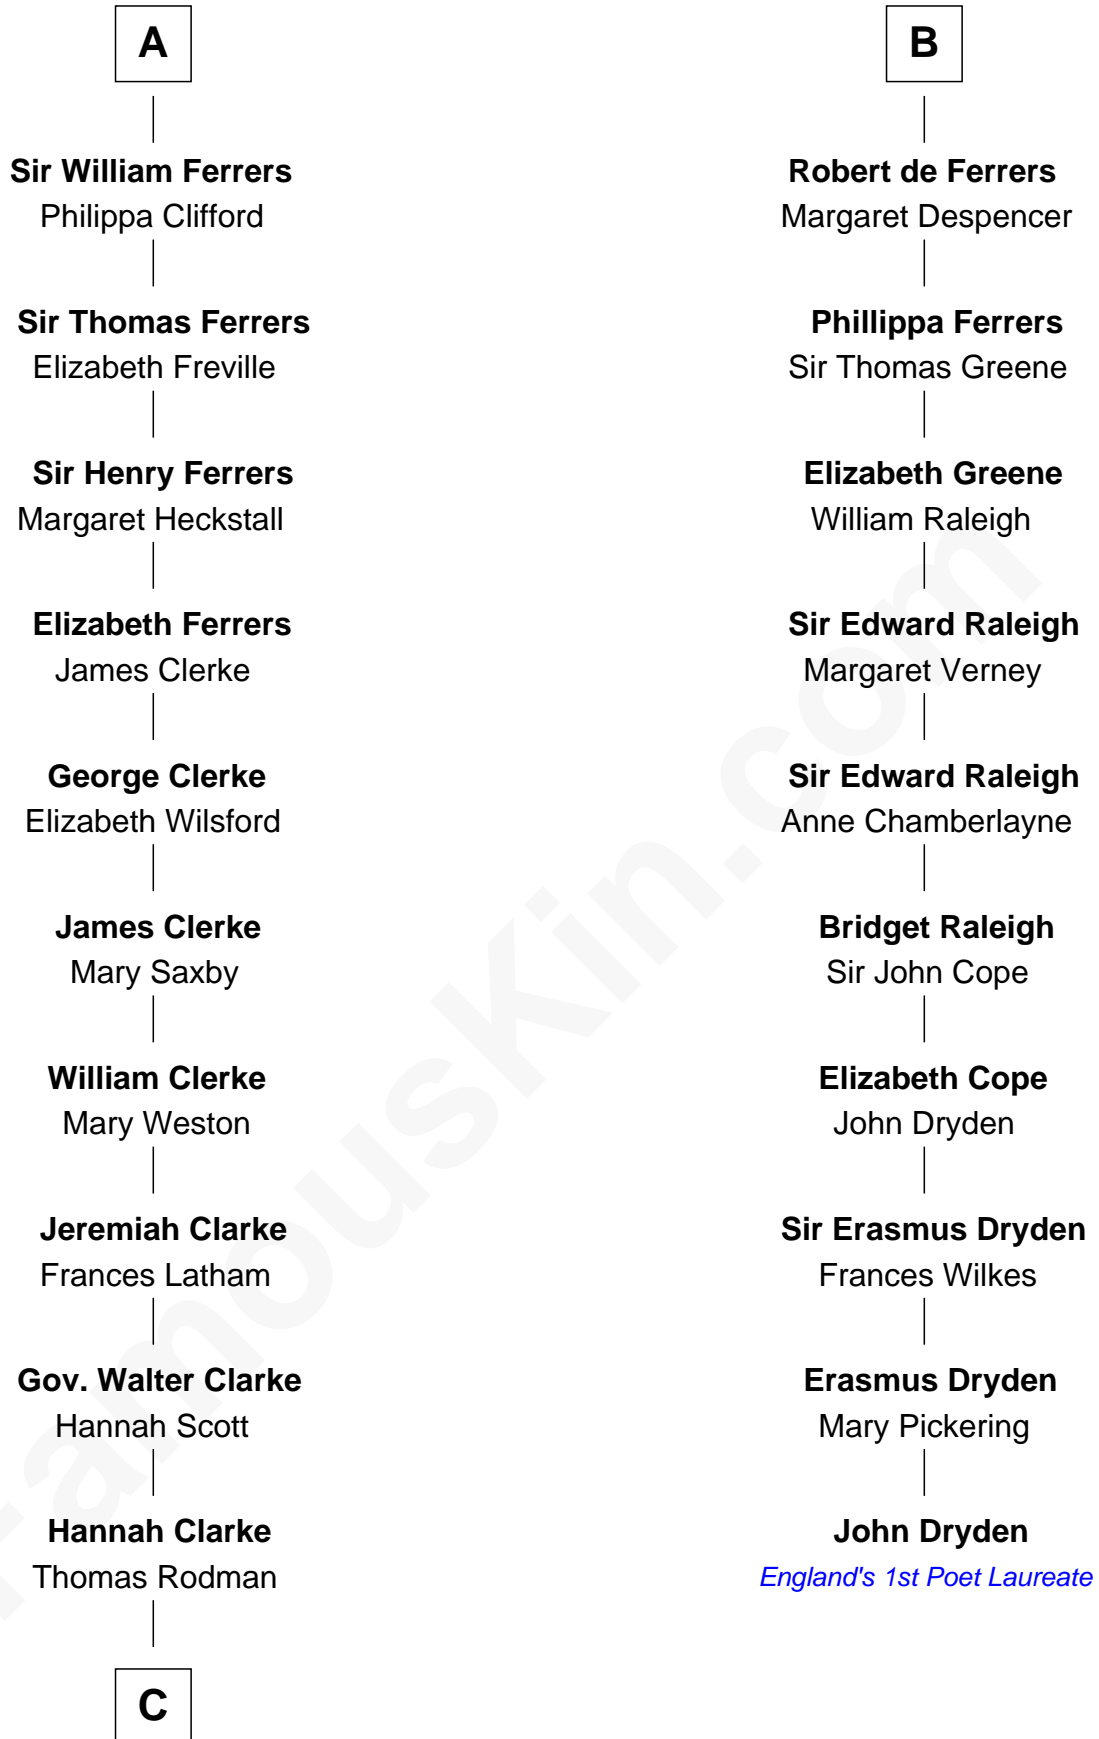 A
Sir William Ferrers
Philippa Clifford
Sir Thomas Ferrers
Elizabeth Freville
Sir Henry Ferrers
Margaret Heckstall
Elizabeth Ferrers
James Clerke
George Clerke
Elizabeth Wilsford
James Clerke
Mary Saxby
William Clerke
Mary Weston
Jeremiah Clarke
Frances Latham
Gov. Walter Clarke
Hannah Scott
Hannah Clarke
Thomas Rodman
C
B
Robert de Ferrers
Margaret Despencer
Phillippa Ferrers
Sir Thomas Greene
Elizabeth Greene
William Raleigh
Sir Edward Raleigh
Margaret Verney
Sir Edward Raleigh
Anne Chamberlayne
Bridget Raleigh
Sir John Cope
Elizabeth Cope
John Dryden
Sir Erasmus Dryden
Frances Wilkes
Erasmus Dryden
Mary Pickering
John Dryden
England's 1st Poet Laureate
FamousKin.com